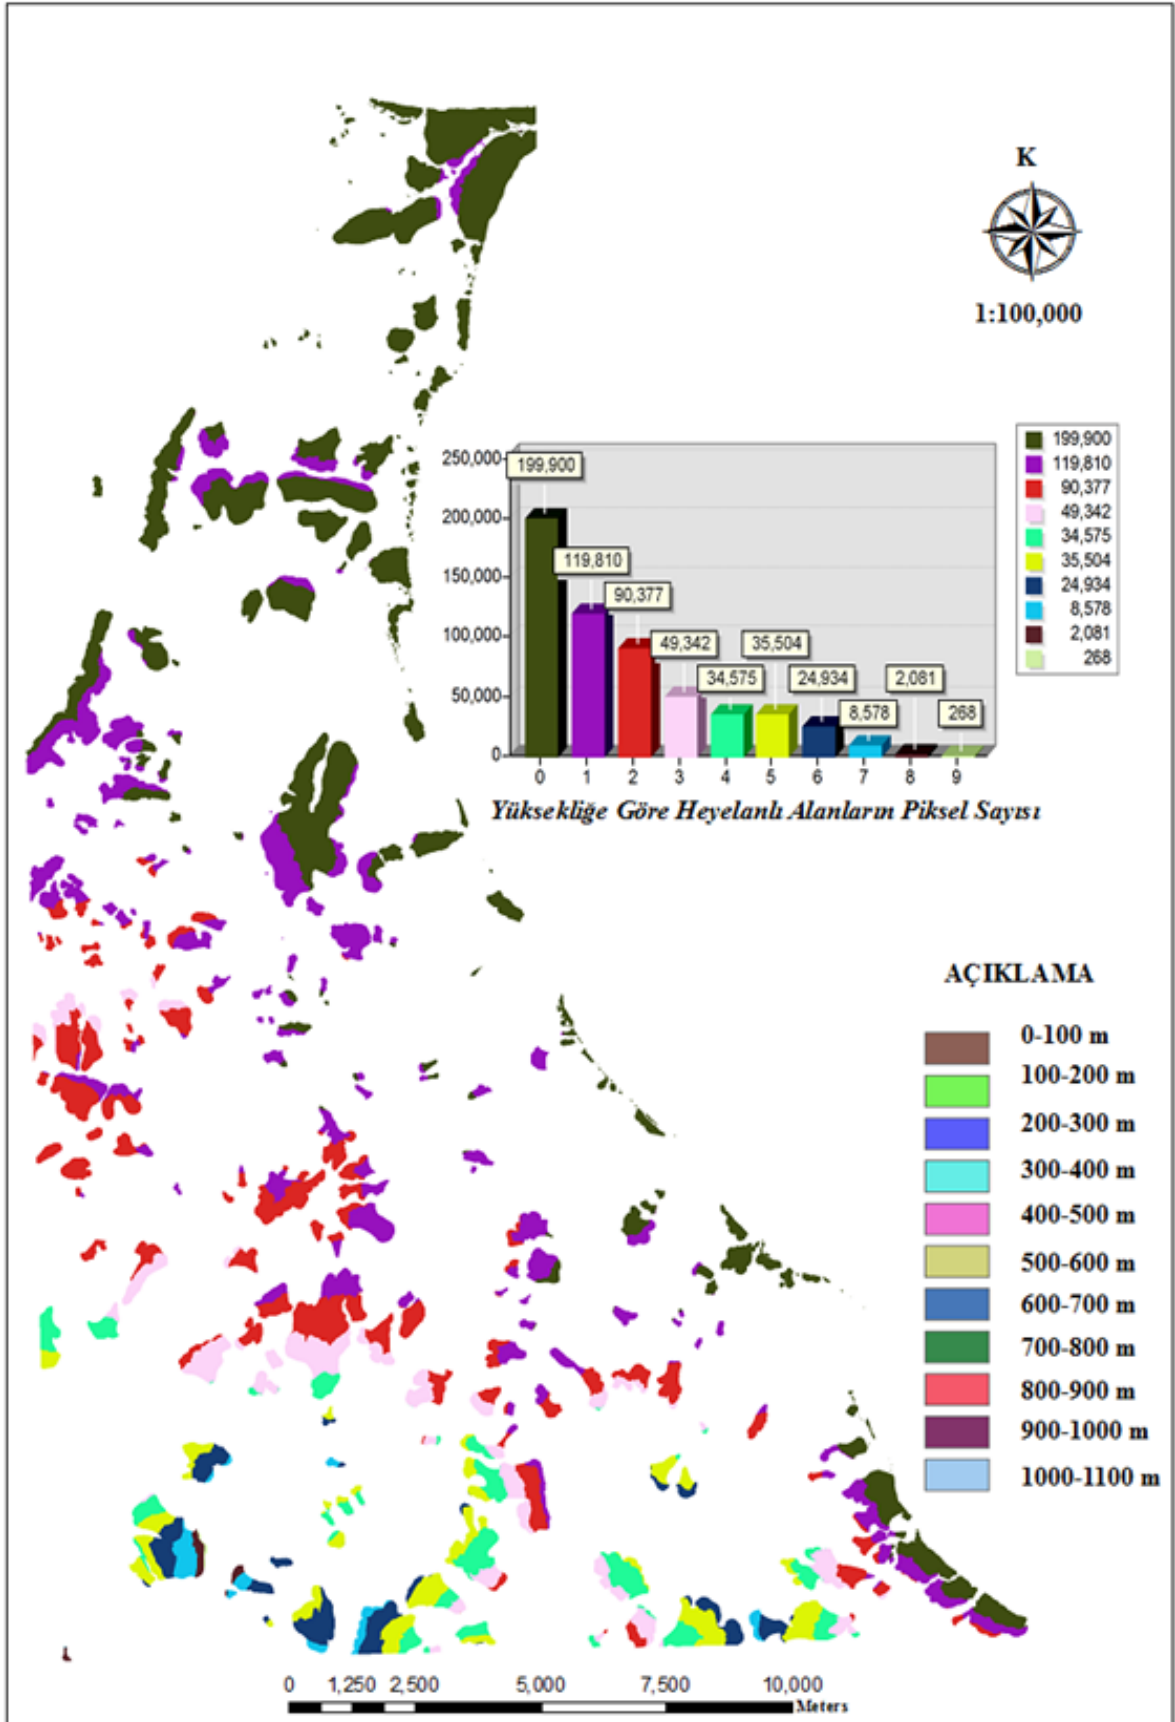 K
1:100,000
250,000
200,000
150,000
100,000
50,000
0
199,900
119,810
90,377
49,342
34,575
35,504
24,934
8,578
2,081
268
0 1 2 3 4 5 6 7 8 9
Yüksekliğe Göre Heyelanlı Alanların Piksel Sayısı
199,900
119,810
90,377
49,342
34,575
35,504
24,934
8,578
2,081
268
AÇIKLAMA
0-100 m
100-200 m
200-300 m
300-400 m
400-500 m
500-600 m
600-700 m
700-800 m
800-900 m
900-1000 m
1000-1100 m
0 1,250 2,500 5,000 7,500 10,000
Meters